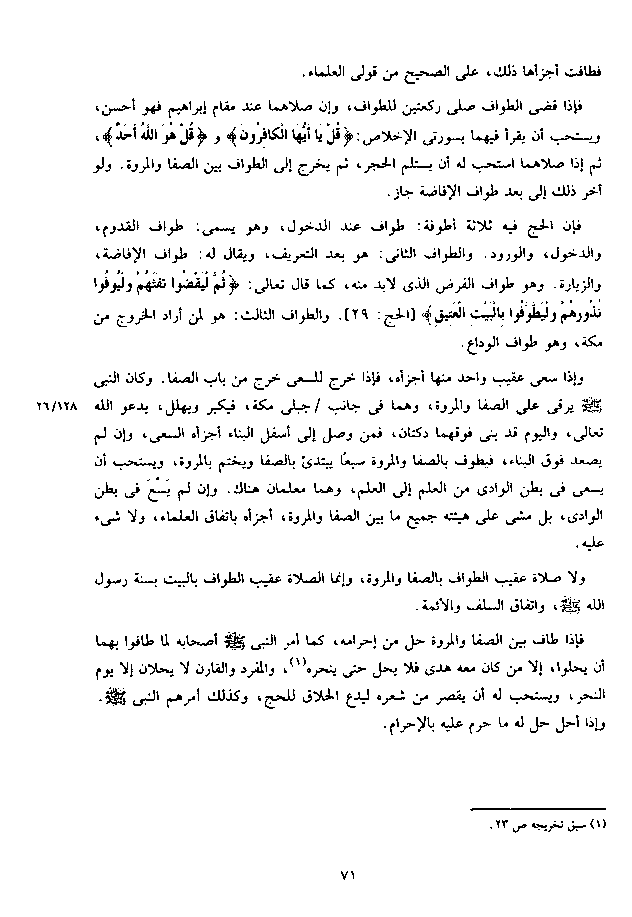 فطافت أجزأها ذلك، على الصحيح من قولى العلماء.
فإذا قضى الطواف صلى ركعتين للطواف، وإن صلاهما عند مقام إبراهيم فهو أحسن،
ويستحب أن يقرأ فيهما بسورتى الإخلاص: ﴿ قُلْ يَا أَيُّهَا الْكَافِرُونَ ﴾ و ﴿ قُلْ هُوَ اللَّهُ أَحَدٌ ﴾،
ثم إذا صلاهما استحب له أن يستلم الحجر، ثم يخرج إلى الطواف بين الصفا والمروة. ولو
أخر ذلك إلى بعد طواف الإفاضة جاز.
فإن الحج فيه ثلاثة أطوفة: طواف عند الدخول، وهو يسمى: طواف القدوم،
والدخول، والورود. والطواف الثانى: هو بعد التعريف، ويقال له: طواف الإفاضة،
والزيارة. وهو طواف الفرض الذى لابد منه، كما قال تعالى: ﴿ ثُمَّ لْيَقْضُوا تَفَثَهُمْ وَلْيُوفُوا
نُذُورَهُمْ وَلْيَطَّوَّفُوا بِالْبَيْتِ الْعَتِيقِ ﴾ [الحج: ٢٩]. والطواف الثالث: هو لمن أراد الخروج من
مكة، وهو طواف الوداع.
وإذا سعى عقيب واحد منها أجزأه، فإذا خرج للسعى خرج من باب الصفا. وكان النبى
ﷺ يرقى على الصفا والمروة، وهما فى جانب / جبلى مكة، فيكبر ويهلل، يدعو الله ٢٦/١٢٨
تعالى، واليوم قد بنى فوقهما دكتان، فمن وصل إلى أسفل البناء أجزأه السعى، وإن لم
يصعد فوق البناء، فيطوف بالصفا والمروة سبعًا يبتدئ بالصفا ويختم بالمروة، ويستحب أن
يسعى فى بطن الوادى من العلم إلى العلم، وهما معلمان هناك. وإن لم يَسْعَ فى بطن
الوادى، بل مشى على هيئته جميع ما بين الصفا والمروة، أجزأه باتفاق العلماء، ولا شىء
عليه.
ولا صلاة عقيب الطواف بالصفا والمروة، وإنما الصلاة عقيب الطواف بالبيت بسنة رسول
الله ﷺ، واتفاق السلف والأئمة.
فإذا طاف بين الصفا والمروة حل من إحرامه، كما أمر النبى ﷺ أصحابه لما طافوا بهما
أن يحلوا، إلا من كان معه هدى فلا يحل حتى ينحره(١)، والمفرد والقارن لا يحلان إلا يوم
النحر، ويستحب له أن يقصر من شعره ليدع الحلاق للحج، وكذلك أمرهم النبى ﷺ.
وإذا أحل حل له ما حرم عليه بالإحرام.
(١) سبق تخريجه ص ٢٣.
٧١